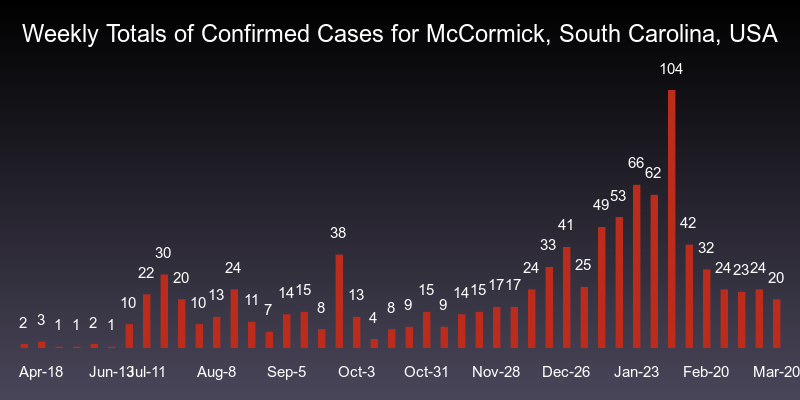 Weekly Totals of Confirmed Cases for McCormick, South Carolina, USA
2 3 1 1 2 1 10 22 30 20 10 13 24 11 7 14 15 8 38 13 4 8 9 15 9 14 15 17 17 24 33 41 25 49 53 66 62 104 42 32 24 23 24 20
Apr-18 Jun-13 Jul-11 Aug-8 Sep-5 Oct-3 Oct-31 Nov-28 Dec-26 Jan-23 Feb-20 Mar-20